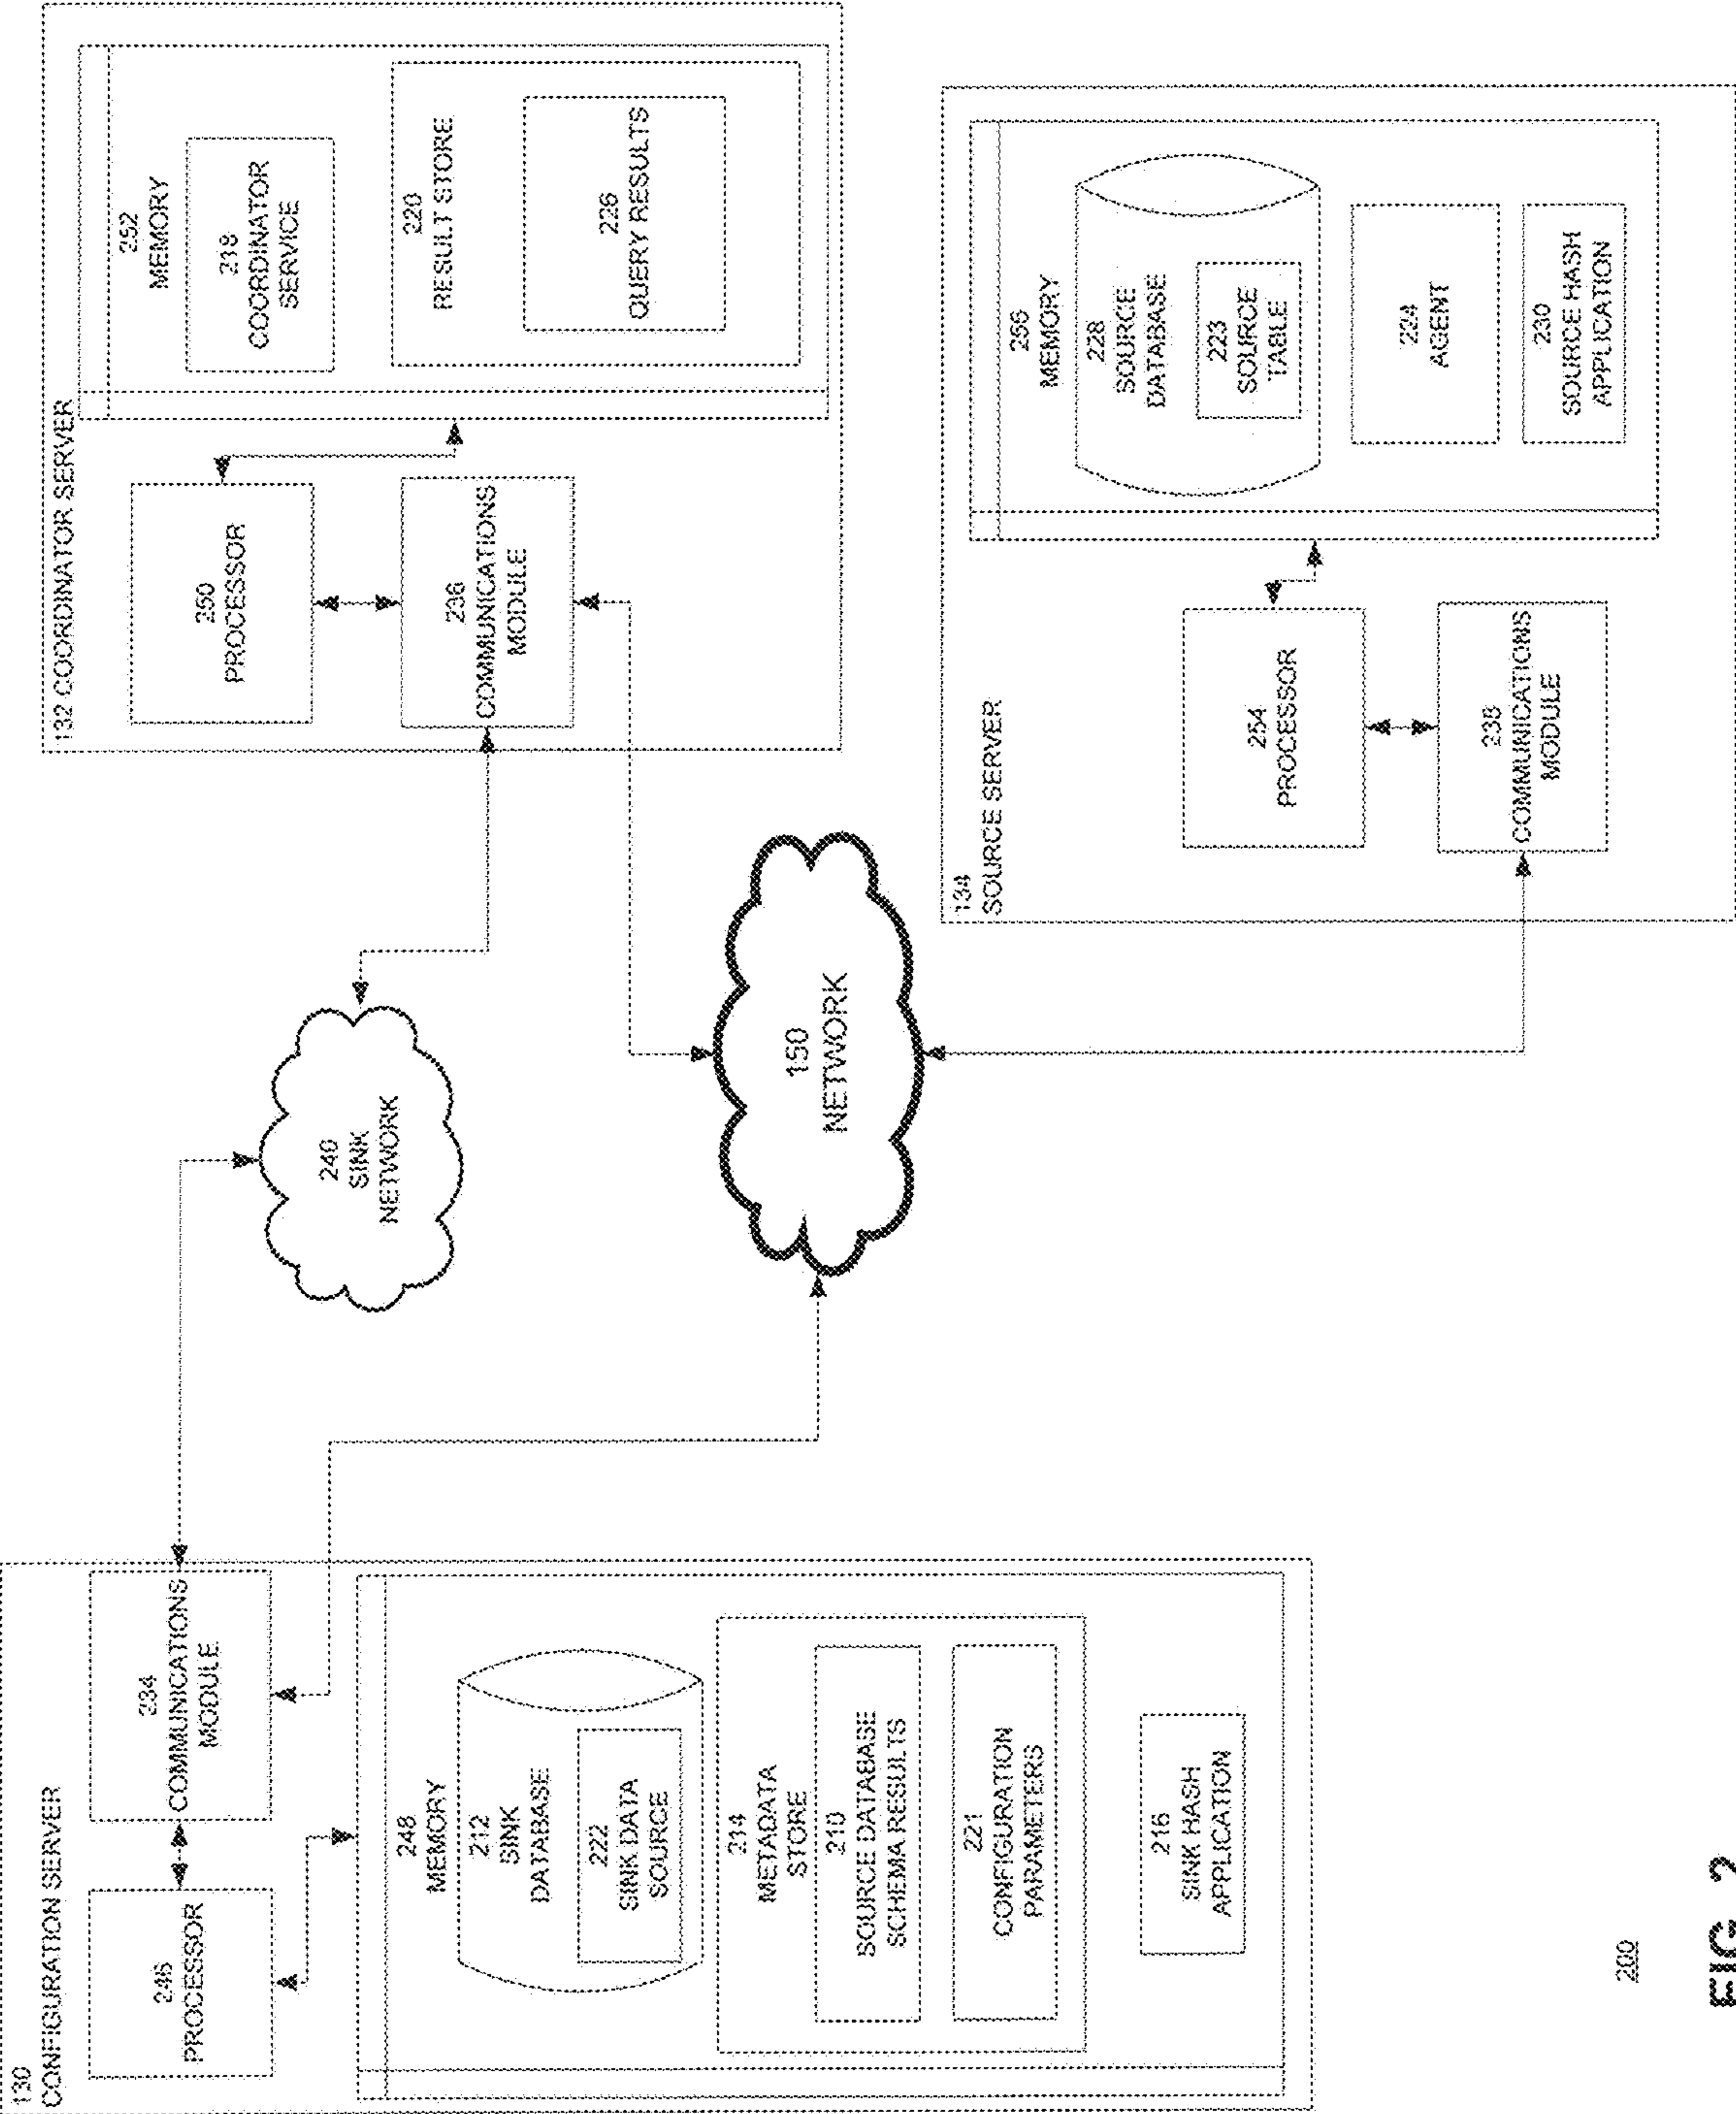 130
CONFIGURATION SERVER
246
PROCESSOR
234
COMMUNICATIONS
MODULE
248
MEMORY
212
SINK
DATABASE
222
SINK DATA
SOURCE
214
METADATA
STORE
210
SOURCE DATABASE
SCHEMA RESULTS
221
CONFIGURATION
PARAMETERS
216
SINK HASH
APPLICATION
240
SINK
NETWORK
150
NETWORK
132 COORDINATOR SERVER
250
PROCESSOR
236
COMMUNICATIONS
MODULE
252
MEMORY
218
COORDINATOR
SERVICE
220
RESULT STORE
226
QUERY RESULTS
134
SOURCE SERVER
254
PROCESSOR
238
COMMUNICATIONS
MODULE
256
MEMORY
228
SOURCE
DATABASE
223
SOURCE
TABLE
224
AGENT
230
SOURCE HASH
APPLICATION
200
FIG. 2